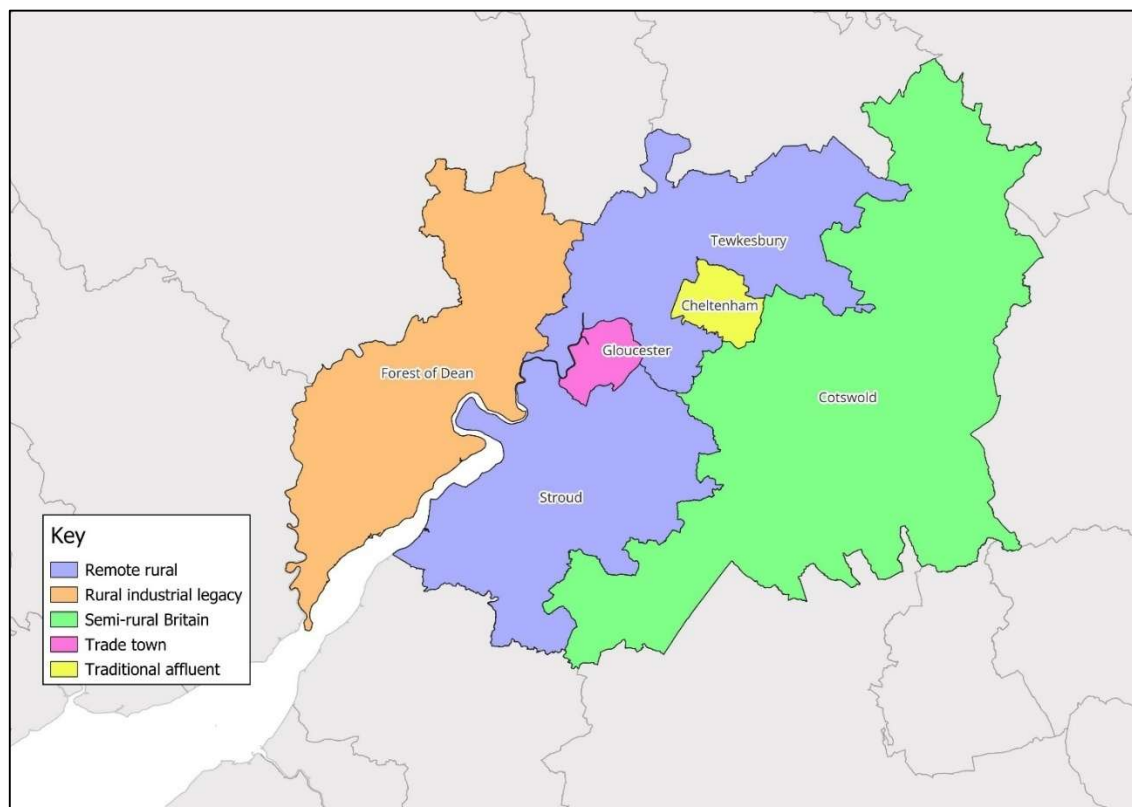 Tewkesbury
Cheltenham
Gloucester
Forest of Dean
Cotswold
Stroud
Key
Remote rural
Rural industrial legacy
Semi-rural Britain
Trade town
Traditional affluent